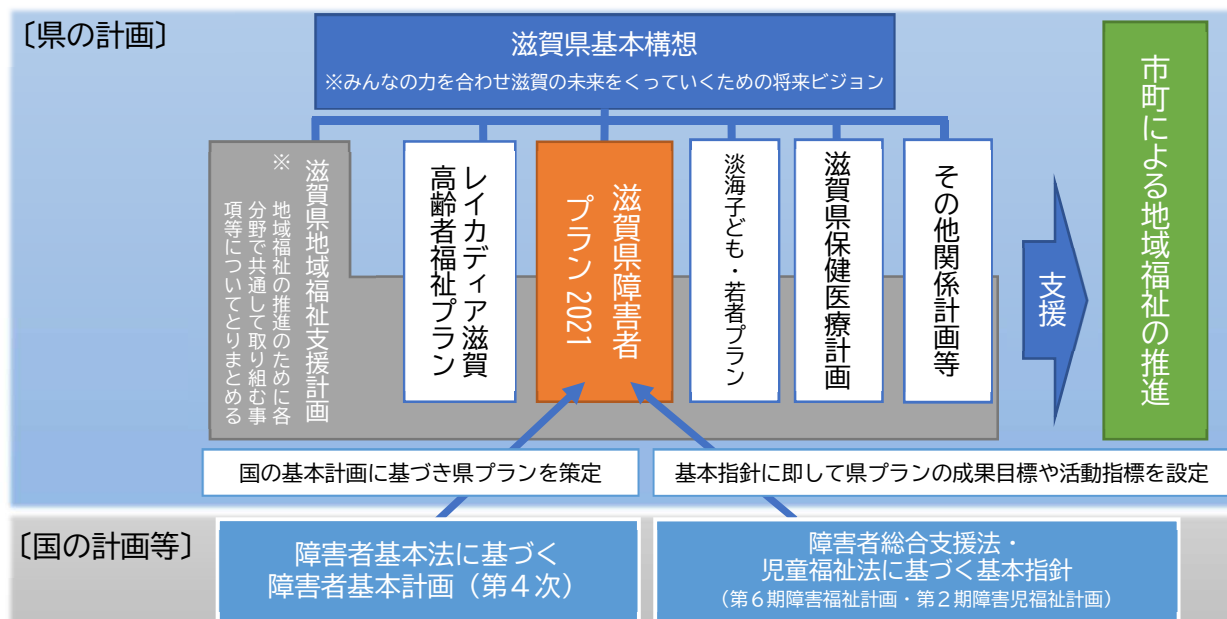 〔県の計画〕
滋賀県基本構想
※みんなの力を合わせ滋賀の未来をくっていくための将来ビジョン
滋賀県地域福祉支援計画
※ 地域福祉の推進のために各
分野で共通して取り組む事
項等についてとりまとめる
レイカディア滋賀
高齢者福祉プラン
滋賀県障害者
プラン 2021
淡海子ども・若者プラン
滋賀県保健医療計画
その他関係計画等
支援
市町による地域福祉の推進
国の基本計画に基づき県プランを策定
基本指針に即して県プランの成果目標や活動指標を設定
〔国の計画等〕
障害者基本法に基づく
障害者基本計画（第４次）
障害者総合支援法・
児童福祉法に基づく基本指針
（第６期障害福祉計画・第２期障害児福祉計画）